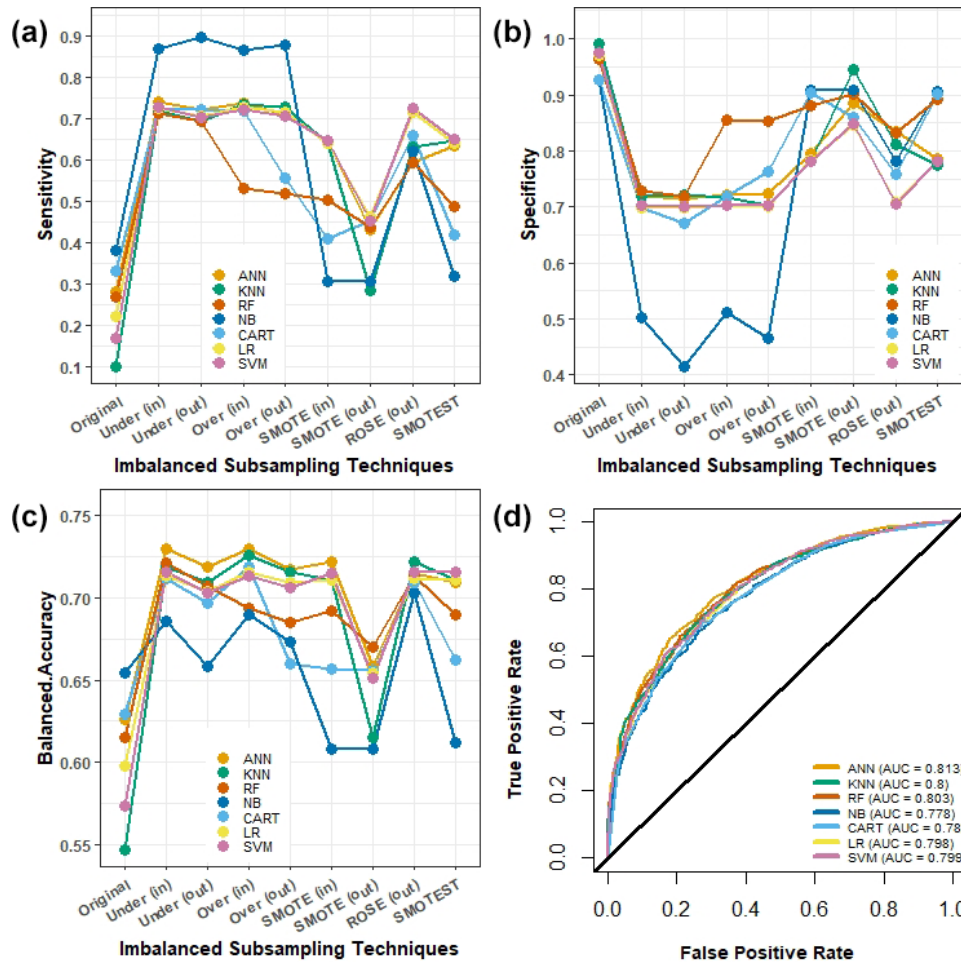 (a)
Sensitivity
0.9
0.8
0.7
0.6
0.5
0.4
0.3
0.2
0.1
ANN
KNN
RF
NB
CART
LR
SVM
Original
Under (in)
Under (out)
Over (in)
Over (out)
SMOTE (in)
SMOTE (out)
ROSE (out)
SMOTEST
Imbalanced Subsampling Techniques
(b)
Specificity
1.0
0.9
0.8
0.7
0.6
0.5
0.4
ANN
KNN
RF
NB
CART
LR
SVM
Original
Under (in)
Under (out)
Over (in)
Over (out)
SMOTE (in)
SMOTE (out)
ROSE (out)
SMOTEST
Imbalanced Subsampling Techniques
(c)
Balanced.Accuracy
0.75
0.70
0.65
0.60
0.55
ANN
KNN
RF
NB
CART
LR
SVM
Original
Under (in)
Under (out)
Over (in)
Over (out)
SMOTE (in)
SMOTE (out)
ROSE (out)
SMOTEST
Imbalanced Subsampling Techniques
(d)
True Positive Rate
1.0
0.8
0.6
0.4
0.2
0.0
ANN (AUC = 0.813)
KNN (AUC = 0.8)
RF (AUC = 0.803)
NB (AUC = 0.778)
CART (AUC = 0.78
LR (AUC = 0.798)
SVM (AUC = 0.799
0.0 0.2 0.4 0.6 0.8 1.0
False Positive Rate